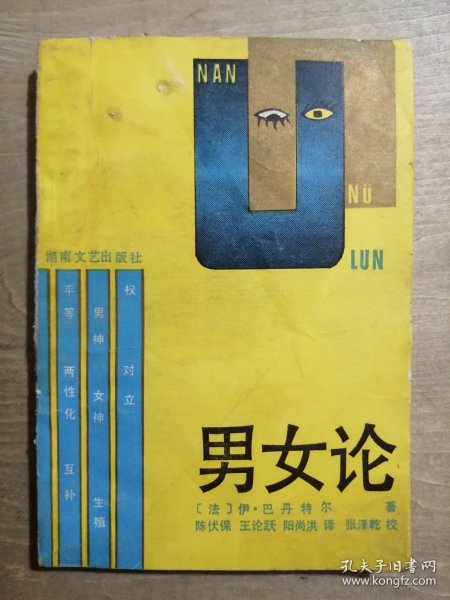 NAN
NÜ
LUN
湖南文艺出版社
权 对立
男神 女神 生殖
平等 两性化 互补
男女论
〔法〕伊·巴丹特尔 著
陈伏保 王论跃 阳尚洪 译 张泽乾 校
孔夫子旧书网
kongfz.com